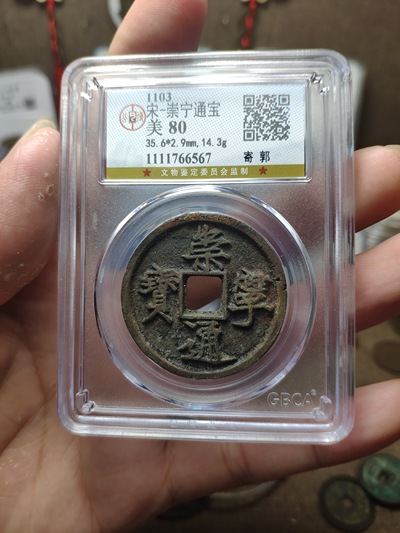 1103
宋-崇宁通宝
美 80
35.6*2.9mm,14.3g
1111766567 寄 郭
★ 文物鉴定委员会监制 ★
崇
寶 寧
通
GBCA®